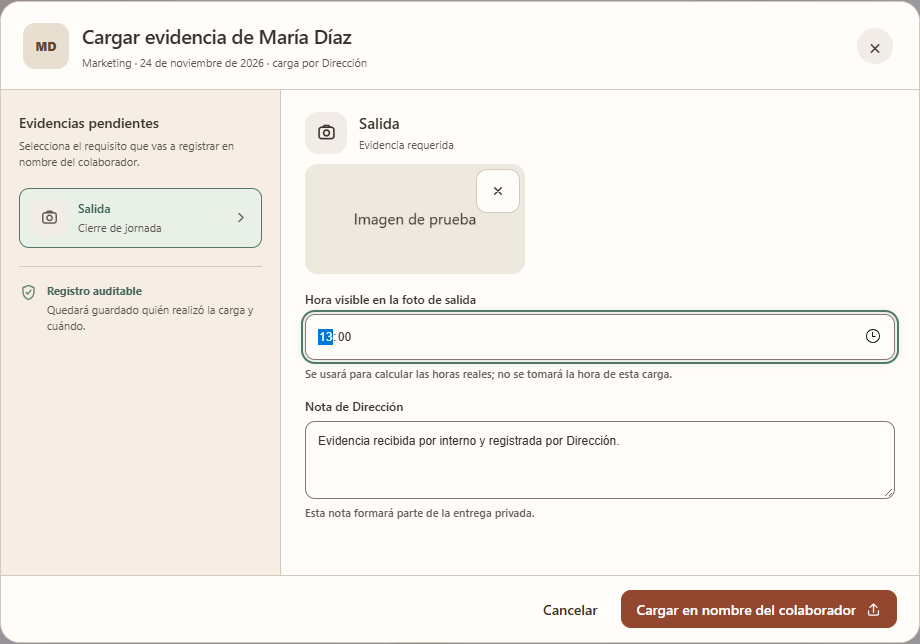 MD
Cargar evidencia de María Díaz
Marketing · 24 de noviembre de 2026 · carga por Dirección
Evidencias pendientes
Selecciona el requisito que vas a registrar en
nombre del colaborador.
Salida
Cierre de jornada
Registro auditable
Quedará guardado quién realizó la carga y
cuándo.
Salida
Evidencia requerida
Imagen de prueba
Hora visible en la foto de salida
13:00
Se usará para calcular las horas reales; no se tomará la hora de esta carga.
Nota de Dirección
Evidencia recibida por interno y registrada por Dirección.
Esta nota formará parte de la entrega privada.
Cancelar
Cargar en nombre del colaborador